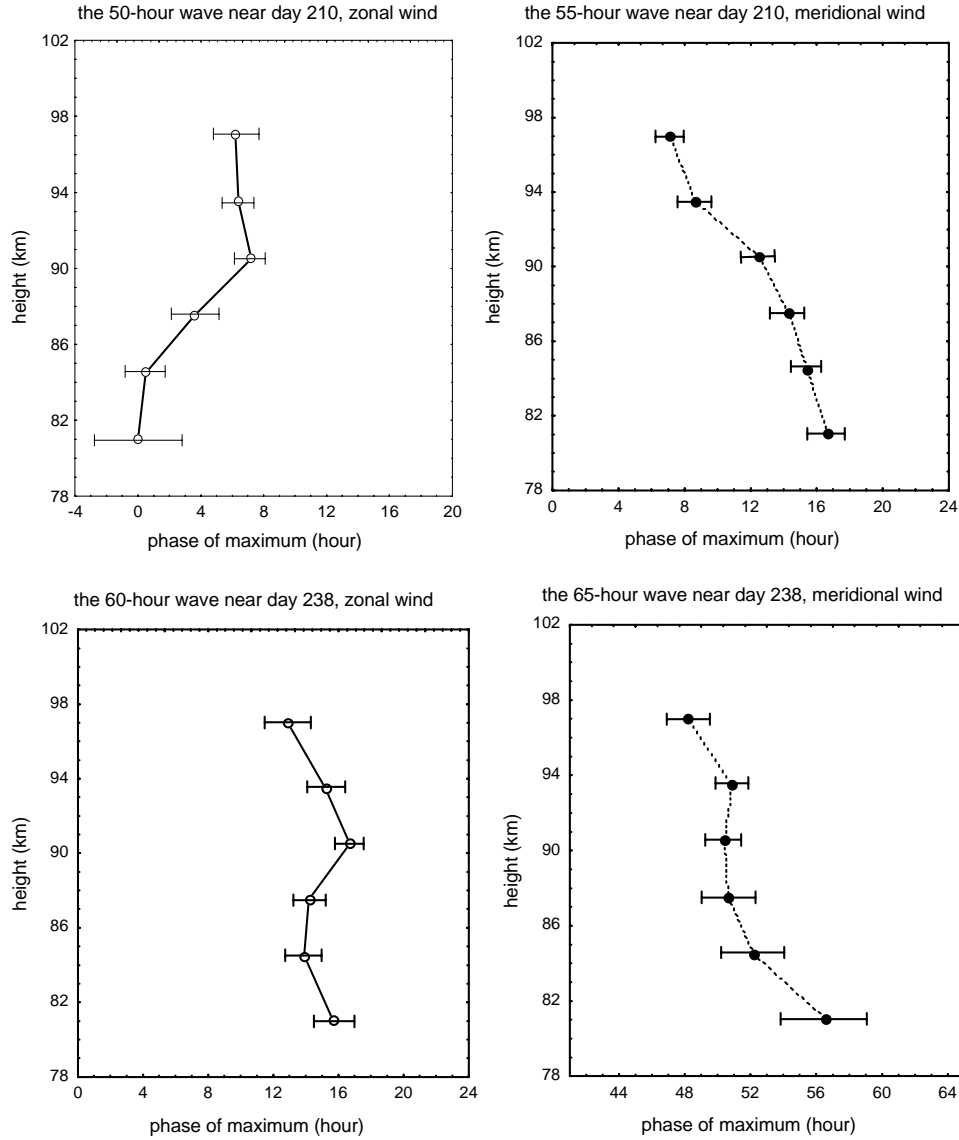 the 50-hour wave near day 210, zonal wind
102
98
94
90
86
82
78
height (km)
-4 0 4 8 12 16 20
phase of maximum (hour)
the 55-hour wave near day 210, meridional wind
102
98
94
90
86
82
78
height (km)
0 4 8 12 16 20 24
phase of maximum (hour)
the 60-hour wave near day 238, zonal wind
102
98
94
90
86
82
78
height (km)
0 4 8 12 16 20 24
phase of maximum (hour)
the 65-hour wave near day 238, meridional wind
102
98
94
90
86
82
78
height (km)
44 48 52 56 60 64
phase of maximum (hour)